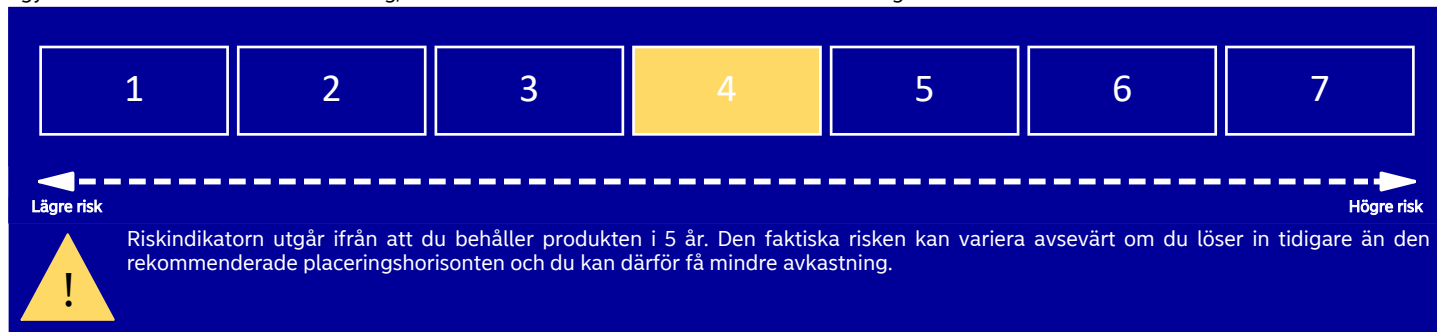 1 2 3 4 5 6 7
Lägre risk Högre risk
Riskindikatorn utgår ifrån att du behåller produkten i 5 år. Den faktiska risken kan variera avsevärt om du löser in tidigare än den
rekommenderade placeringshorisonten och du kan därför få mindre avkastning.
!